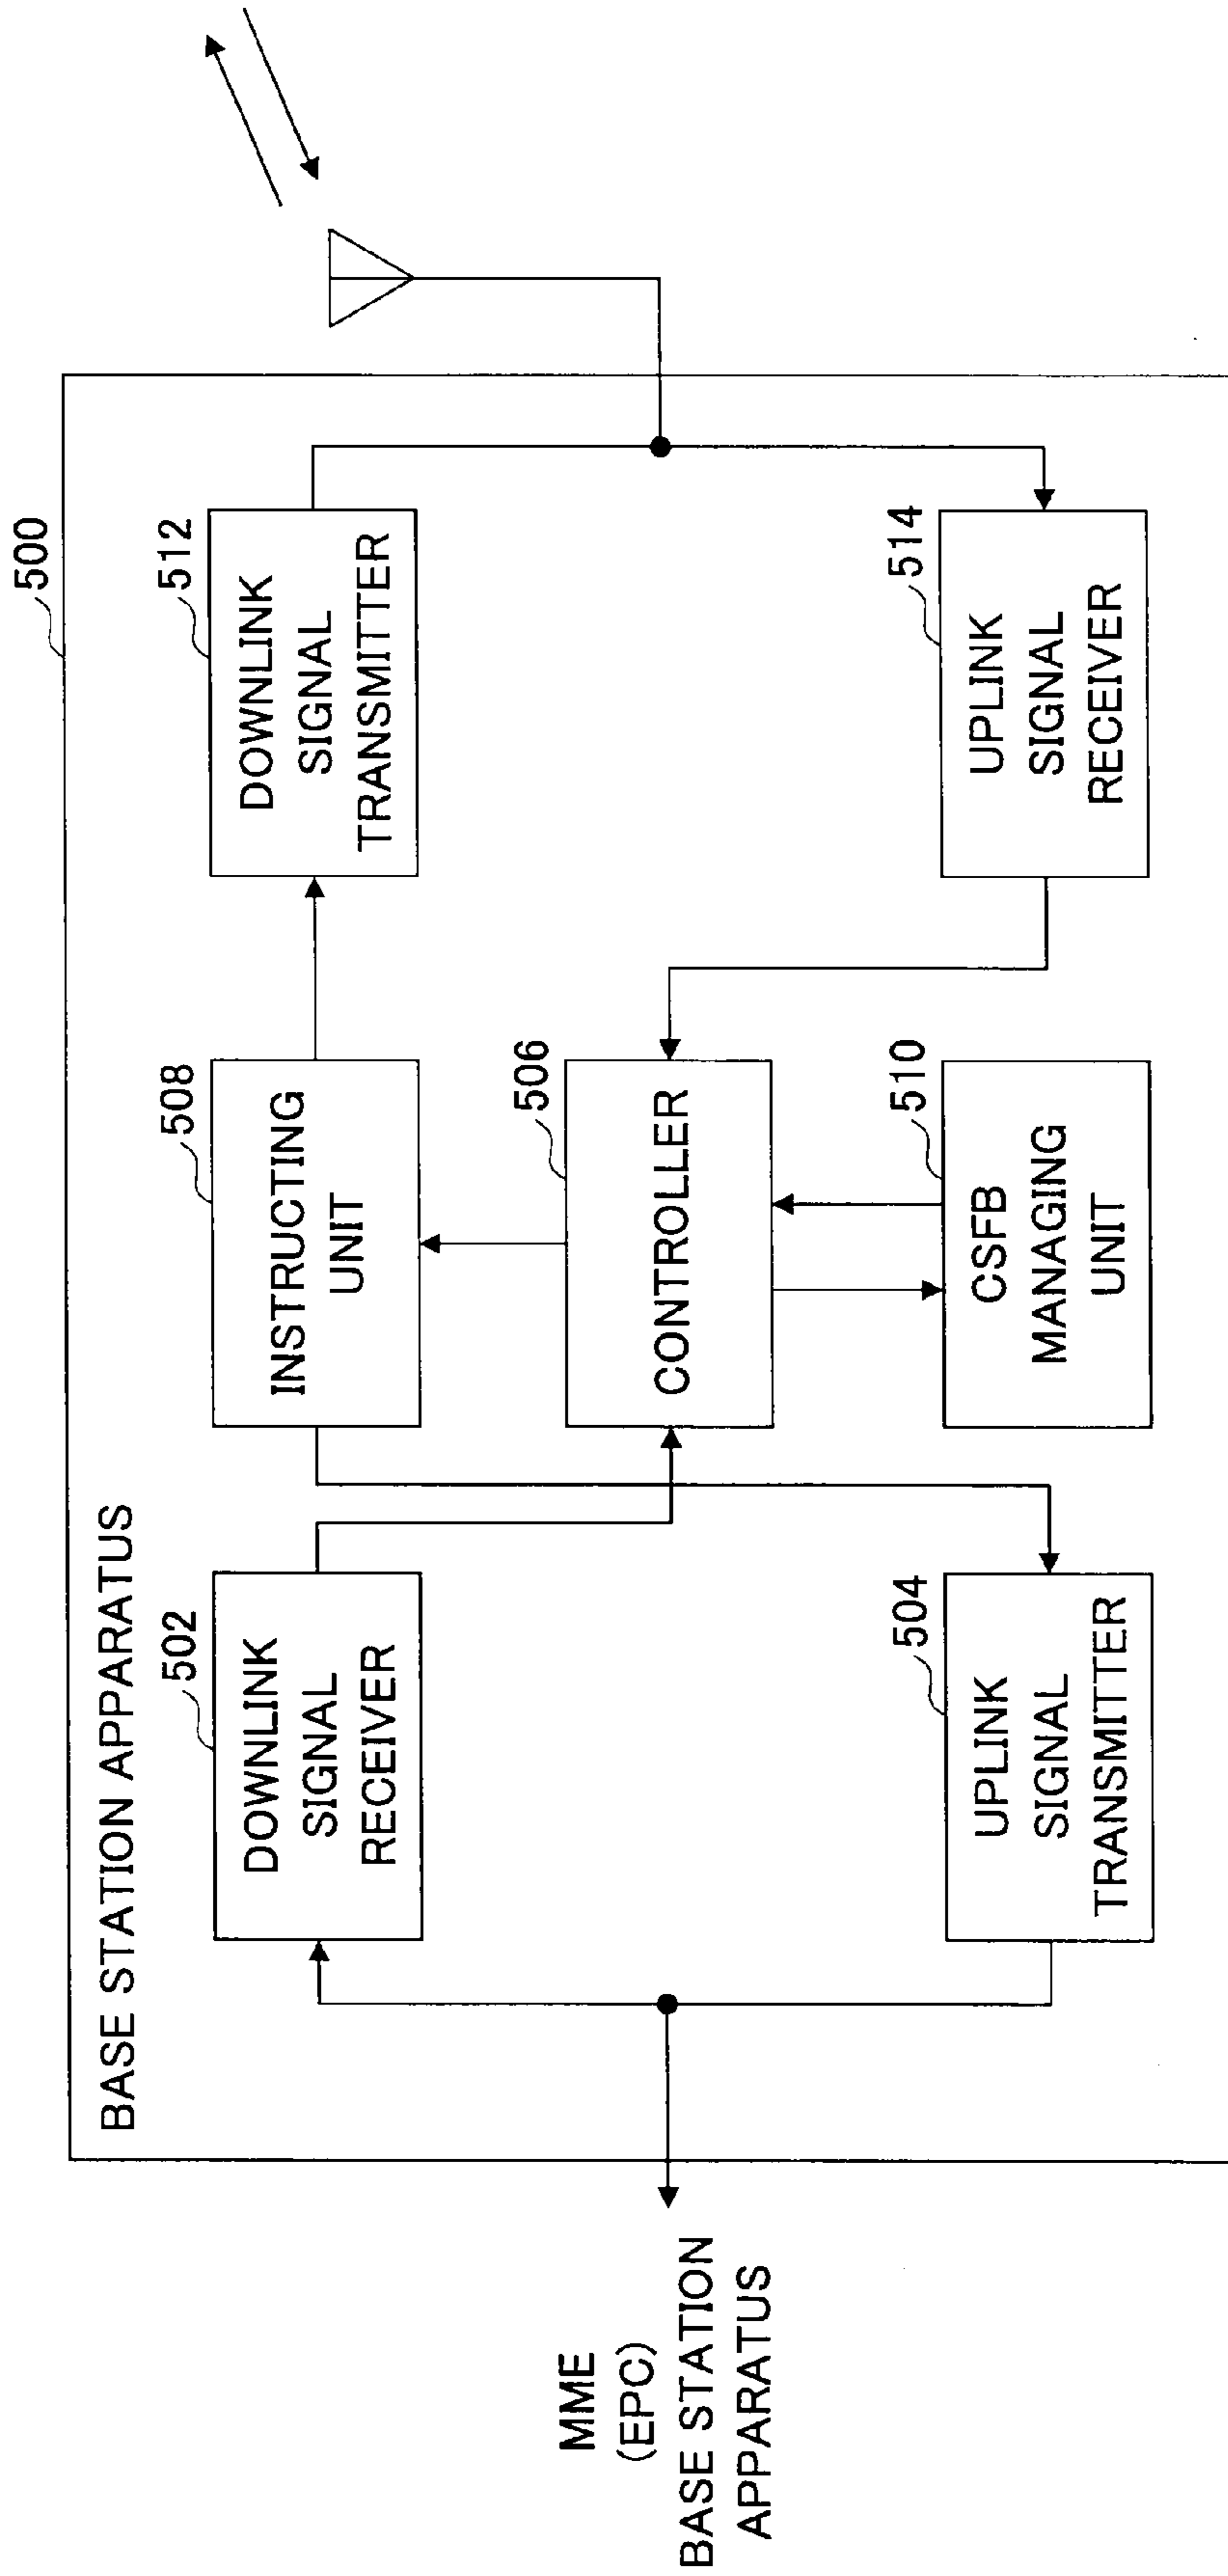 500
BASE STATION APPARATUS
502
DOWNLINK
SIGNAL
RECEIVER
508
INSTRUCTING
UNIT
512
DOWNLINK
SIGNAL
TRANSMITTER
506
CONTROLLER
MME
(EPC)
BASE STATION
APPARATUS
504
UPLINK
SIGNAL
TRANSMITTER
510
CSFB
MANAGING
UNIT
514
UPLINK
SIGNAL
RECEIVER